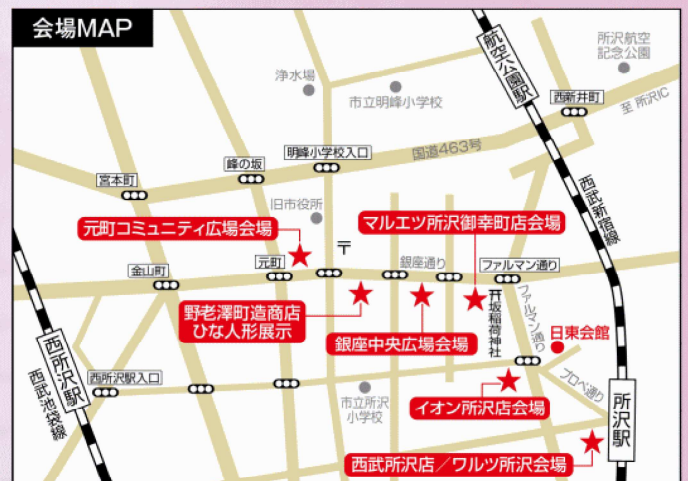 会場MAP
所沢航空
記念公園
航空公園駅
浄水場
市立明峰小学校
西新井町
至 所沢IC
国道463号
明峰小学校入口
峰の坂
宮本町
西武新宿線
旧市役所
元町コミュニティ広場会場
マルエツ所沢御幸町店会場
〒
金山町
元町
銀座通り
ファルマン通り
野老澤町造商店
ひな人形展示
銀座中央広場会場
坂稲荷神社
ファルマン通り
日東会館
西所沢駅
西武池袋線
西所沢駅入口
市立所沢
小学校
イオン所沢店会場
プロペ通り
所沢駅
西武所沢店／ワルツ所沢会場